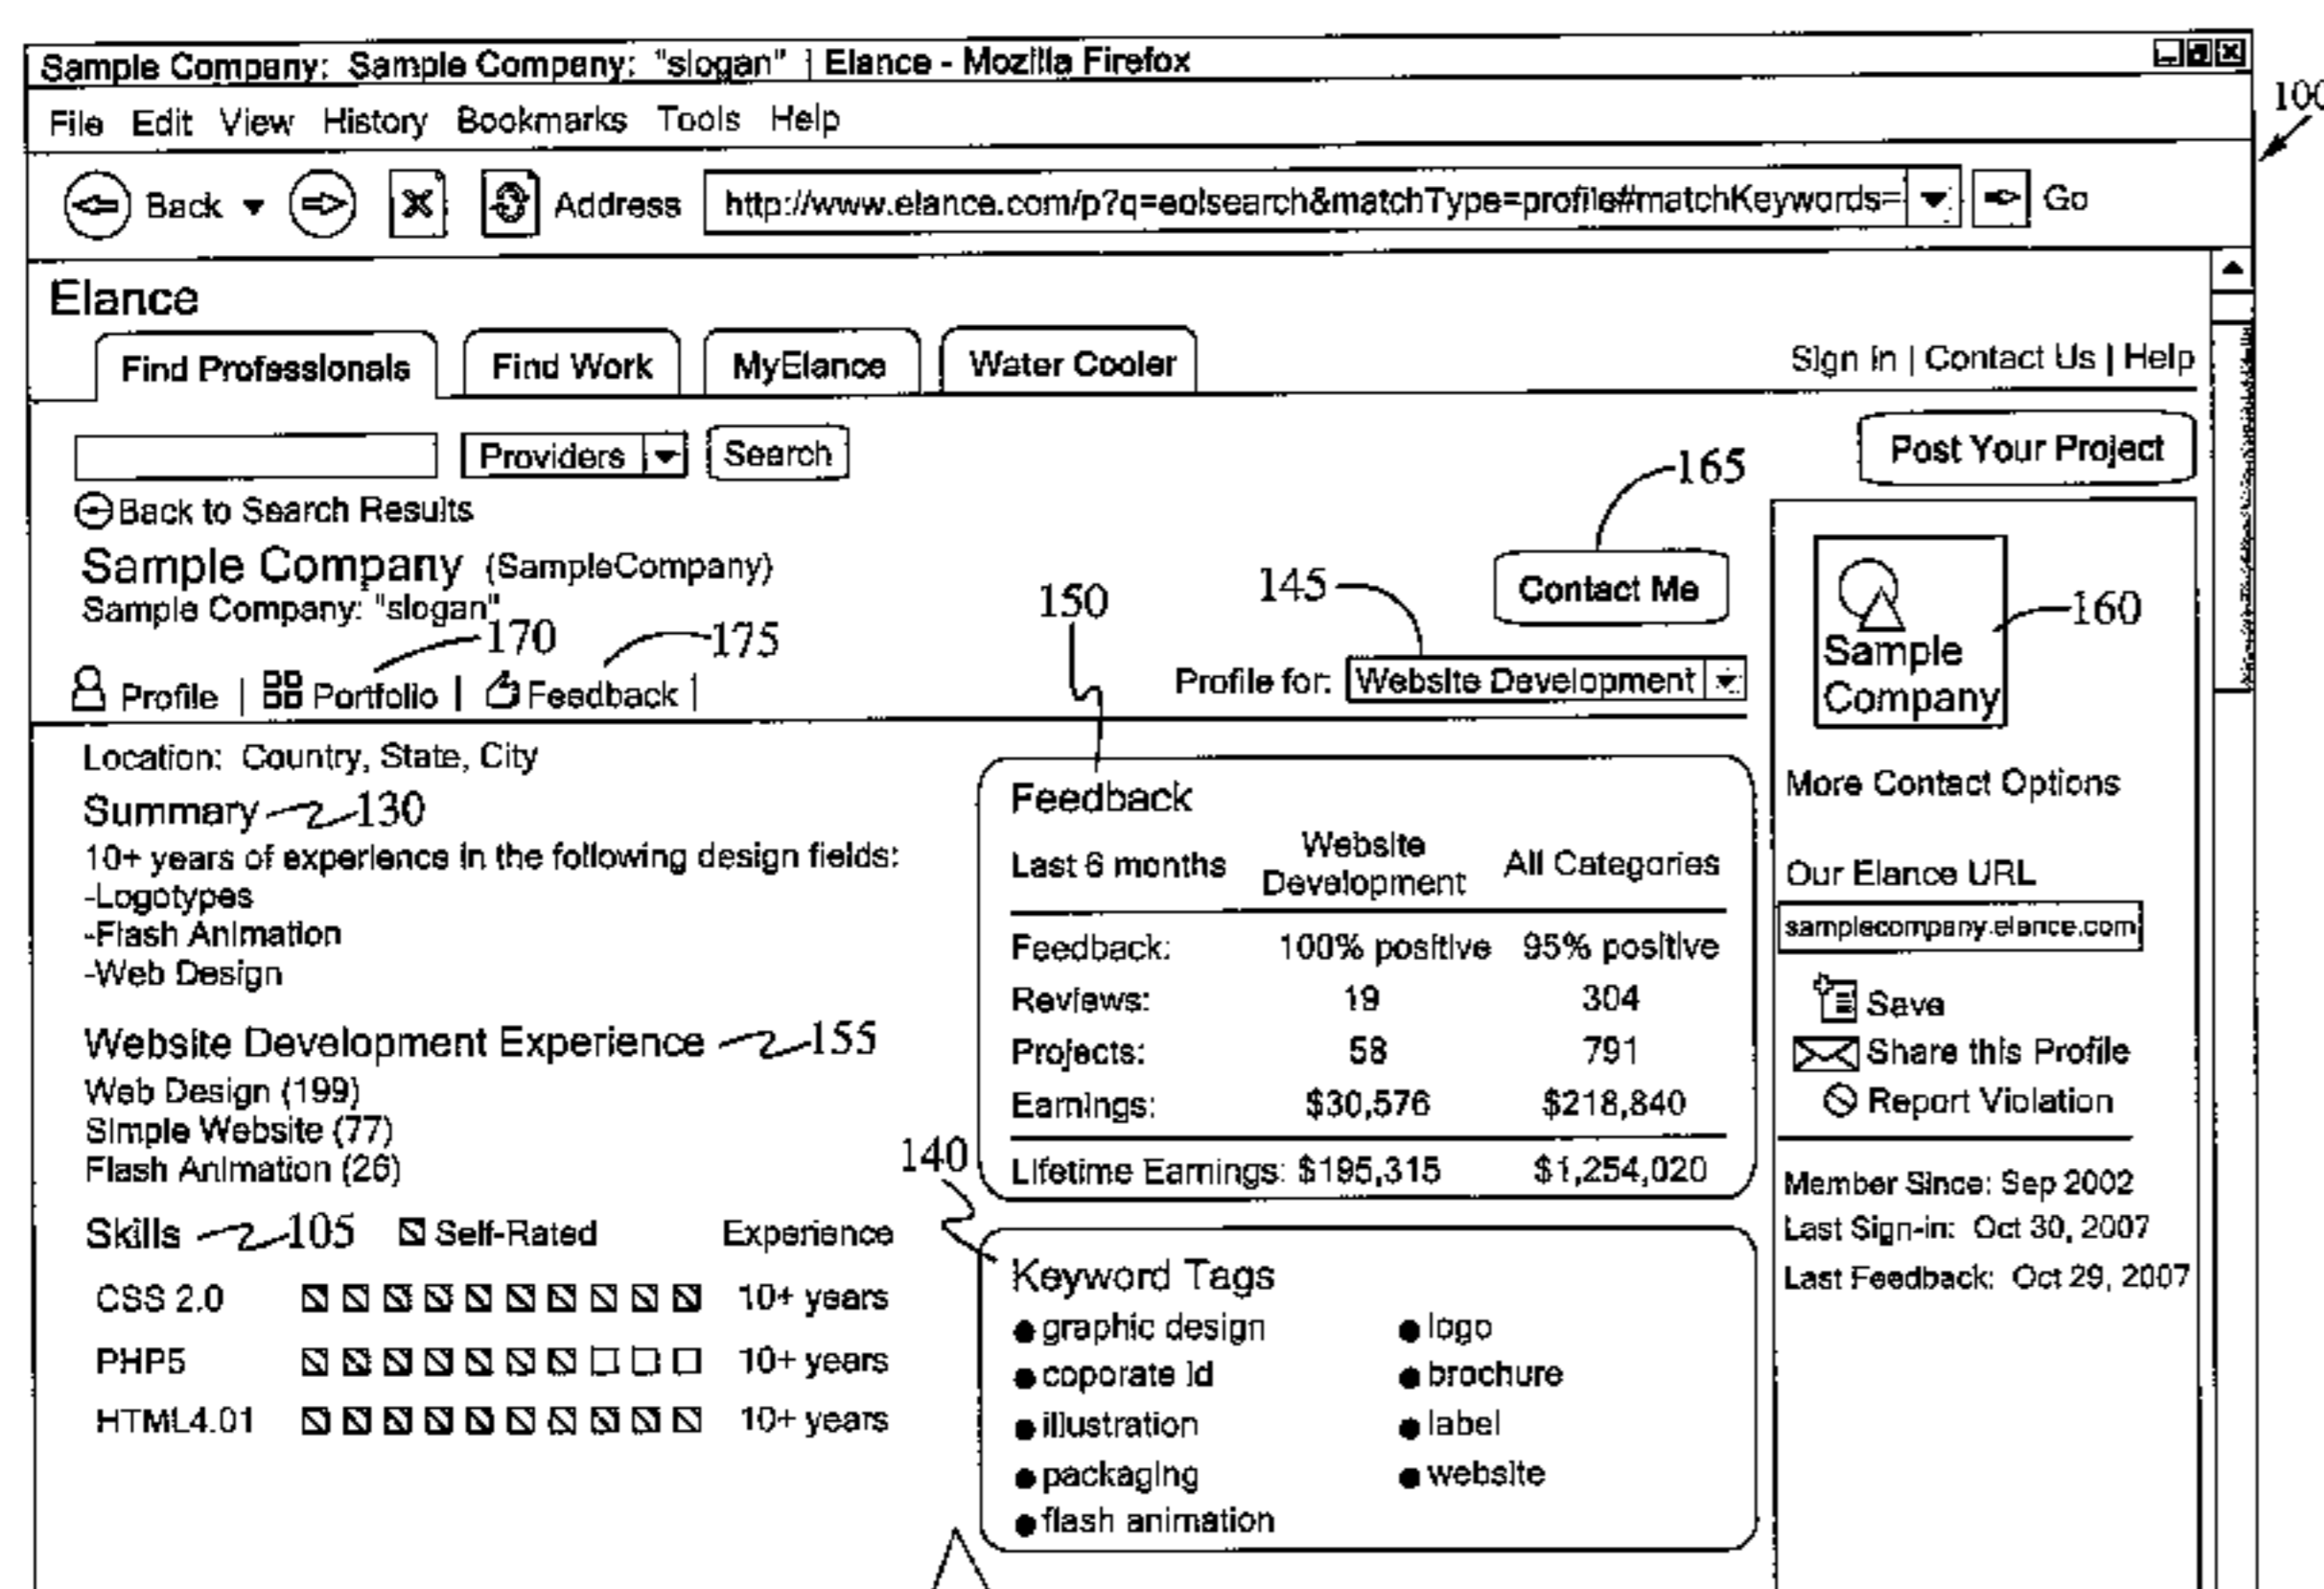 Sample Company: Sample Company: "slogan" | Elance - Mozilla Firefox
File Edit View History Bookmarks Tools Help
100
Back Address http://www.elance.com/p?q=eolsearch&matchType=profile#matchKeywords= Go
Elance
Find Professionals Find Work MyElance Water Cooler Sign in | Contact Us | Help
Providers Search Post Your Project
165
Back to Search Results
Sample Company (SampleCompany)
Sample Company: "slogan"
150 145 Contact Me
160
Sample
Company
170 175
Profile | Portfolio | Feedback |
Profile for: Website Development
Location: Country, State, City
Summary 130
10+ years of experience in the following design fields:
-Logotypes
-Flash Animation
-Web Design
Website Development Experience 155
Web Design (199)
Simple Website (77)
Flash Animation (26)
Skills 105 Self-Rated Experience
CSS 2.0 10+ years
PHP5 10+ years
HTML4.01 10+ years
Feedback
Last 6 months Website Development All Categories
Feedback: 100% positive 95% positive
Reviews: 19 304
Projects: 58 791
Earnings: $30,576 $218,840
Lifetime Earnings: $195,315 $1,254,020
140
Keyword Tags
graphic design logo
coporate id brochure
illustration label
packaging website
flash animation
More Contact Options
Our Elance URL
samplecompany.elance.com
Save
Share this Profile
Report Violation
Member Since: Sep 2002
Last Sign-in: Oct 30, 2007
Last Feedback: Oct 29, 2007